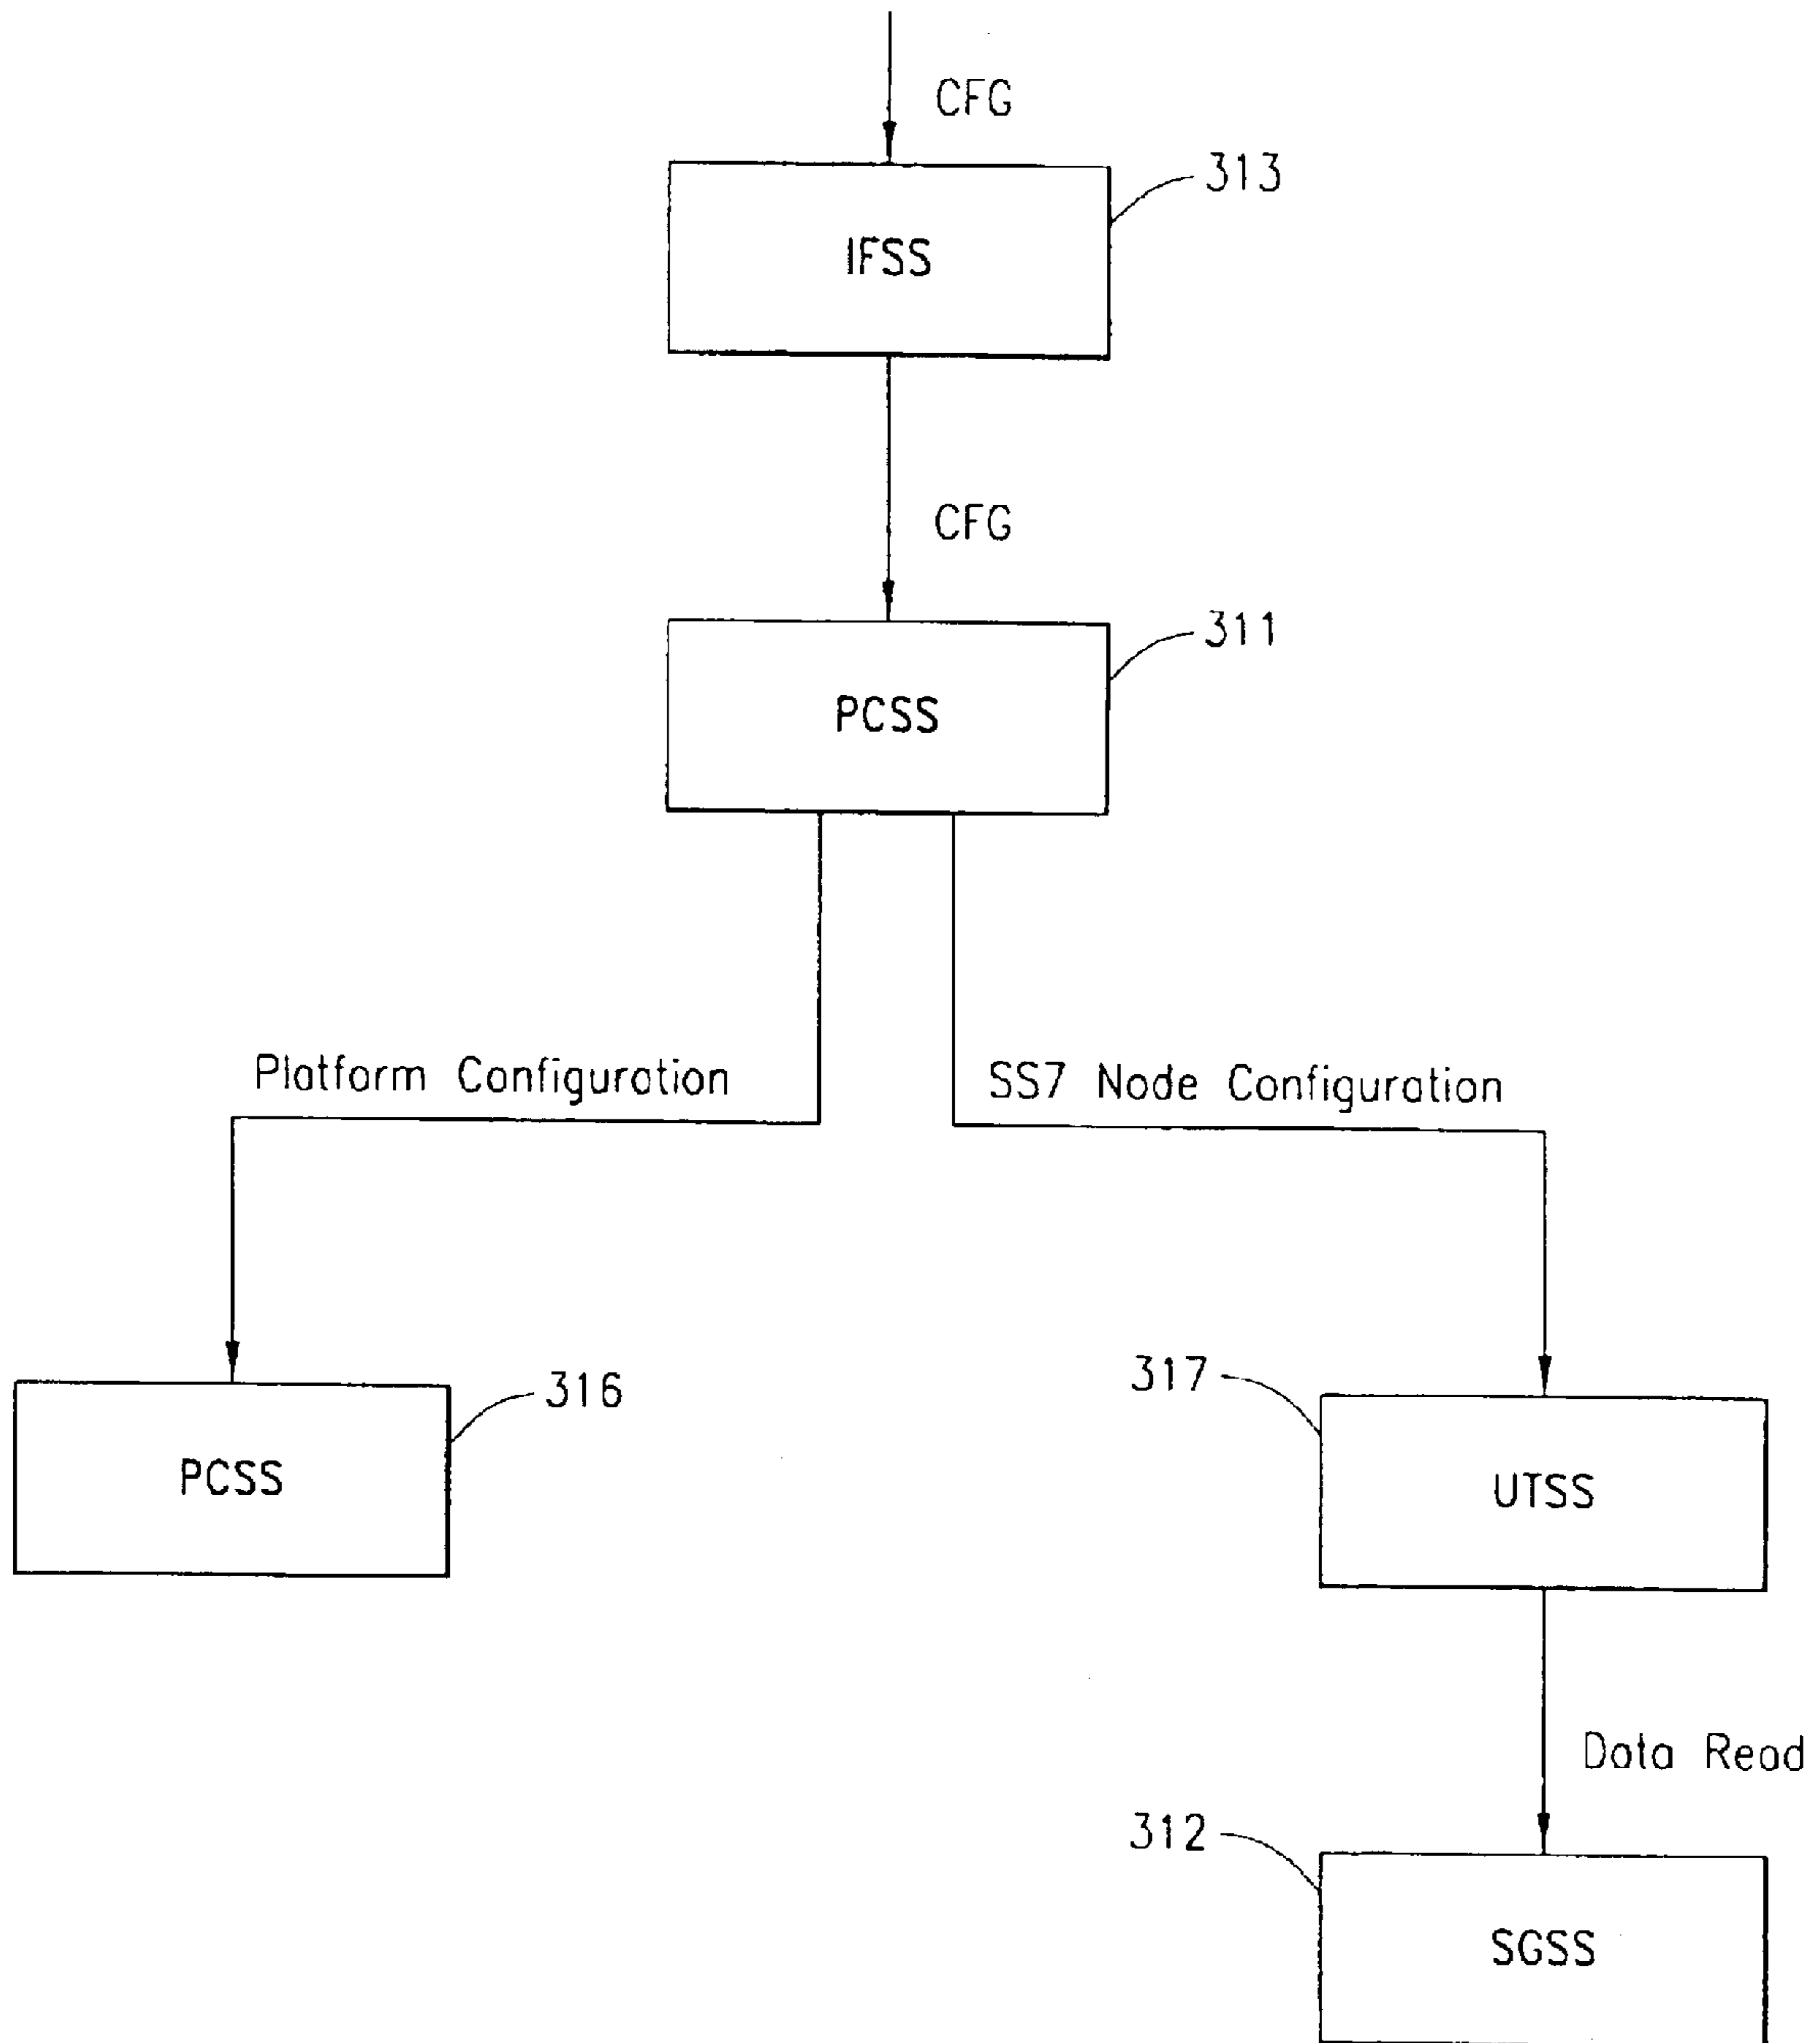 CFG
313
IFSS
CFG
311
PCSS
Platform Configuration
SS7 Node Configuration
316
317
PCSS
UTSS
Data Read
312
SGSS